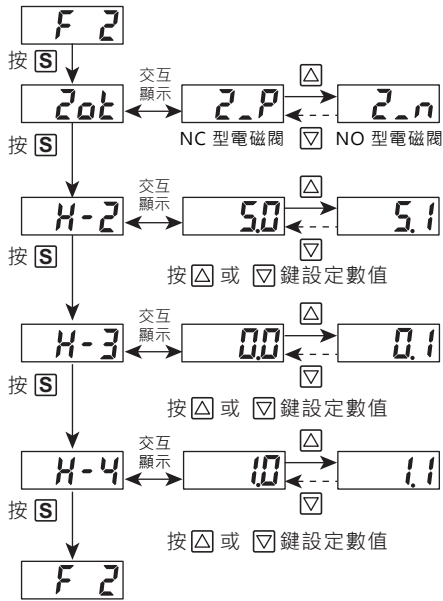 F 2
按 S
交互
顯示
△
2ot
2_P
2_n
NC 型電磁閥
▽
NO 型電磁閥
按 S
交互
顯示
△
H-2
5.0
5.1
▽
按 S
按 △ 或 ▽ 鍵設定數值
交互
顯示
△
H-3
0.0
0.1
▽
按 S
按 △ 或 ▽ 鍵設定數值
交互
顯示
△
H-4
1.0
1.1
▽
按 S
按 △ 或 ▽ 鍵設定數值
F 2